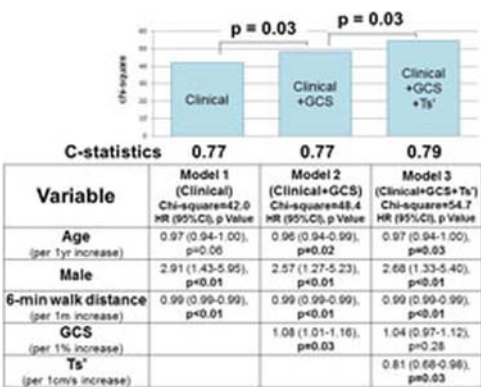 p = 0.03
p = 0.03
chi-square
60
50
40
30
20
10
0
Clinical
Clinical
+GCS
Clinical
+GCS
+Ts'
C-statistics 0.77 0.77 0.79
Variable
Model 1
(Clinical)
Chi-square=42.0
HR (95%CI), p Value
Model 2
(Clinical+GCS)
Chi-square=48.4
HR (95%CI), p Value
Model 3
(Clinical+GCS+Ts')
Chi-square=54.7
HR (95%CI), p Value
Age
(per 1yr increase)
0.97 (0.94-1.00),
p=0.06
0.96 (0.94-0.99),
p=0.02
0.97 (0.94-1.00),
p=0.03
Male
2.91 (1.43-5.95),
p<0.01
2.57 (1.27-5.23),
p<0.01
2.68 (1.33-5.40),
p<0.01
6-min walk distance
(per 1m increase)
0.99 (0.99-0.99),
p<0.01
0.99 (0.99-0.99),
p<0.01
0.99 (0.99-0.99),
p<0.01
GCS
(per 1% increase)
1.08 (1.01-1.16),
p=0.03
1.04 (0.97-1.12),
p=0.28
Ts'
(per 1cm/s increase)
0.81 (0.68-0.98),
p=0.03